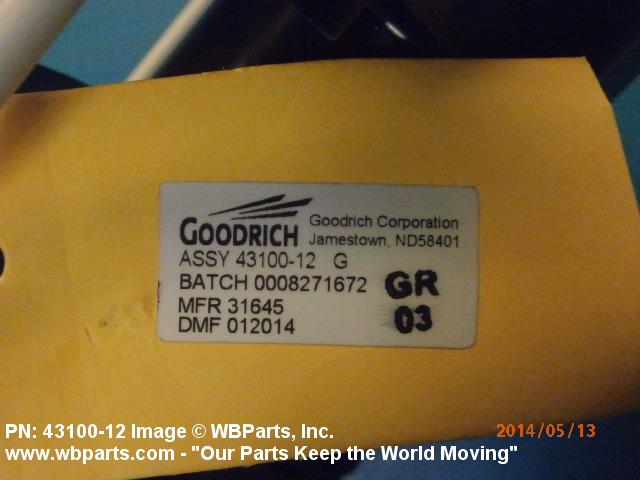 GOODRICH
Goodrich Corporation
Jamestown, ND58401
ASSY 43100-12 G
BATCH 0008271672
MFR 31645
DMF 012014
GR
03
PN: 43100-12 Image © WBParts, Inc.
2014/05/13
www.wbparts.com - "Our Parts Keep the World Moving"